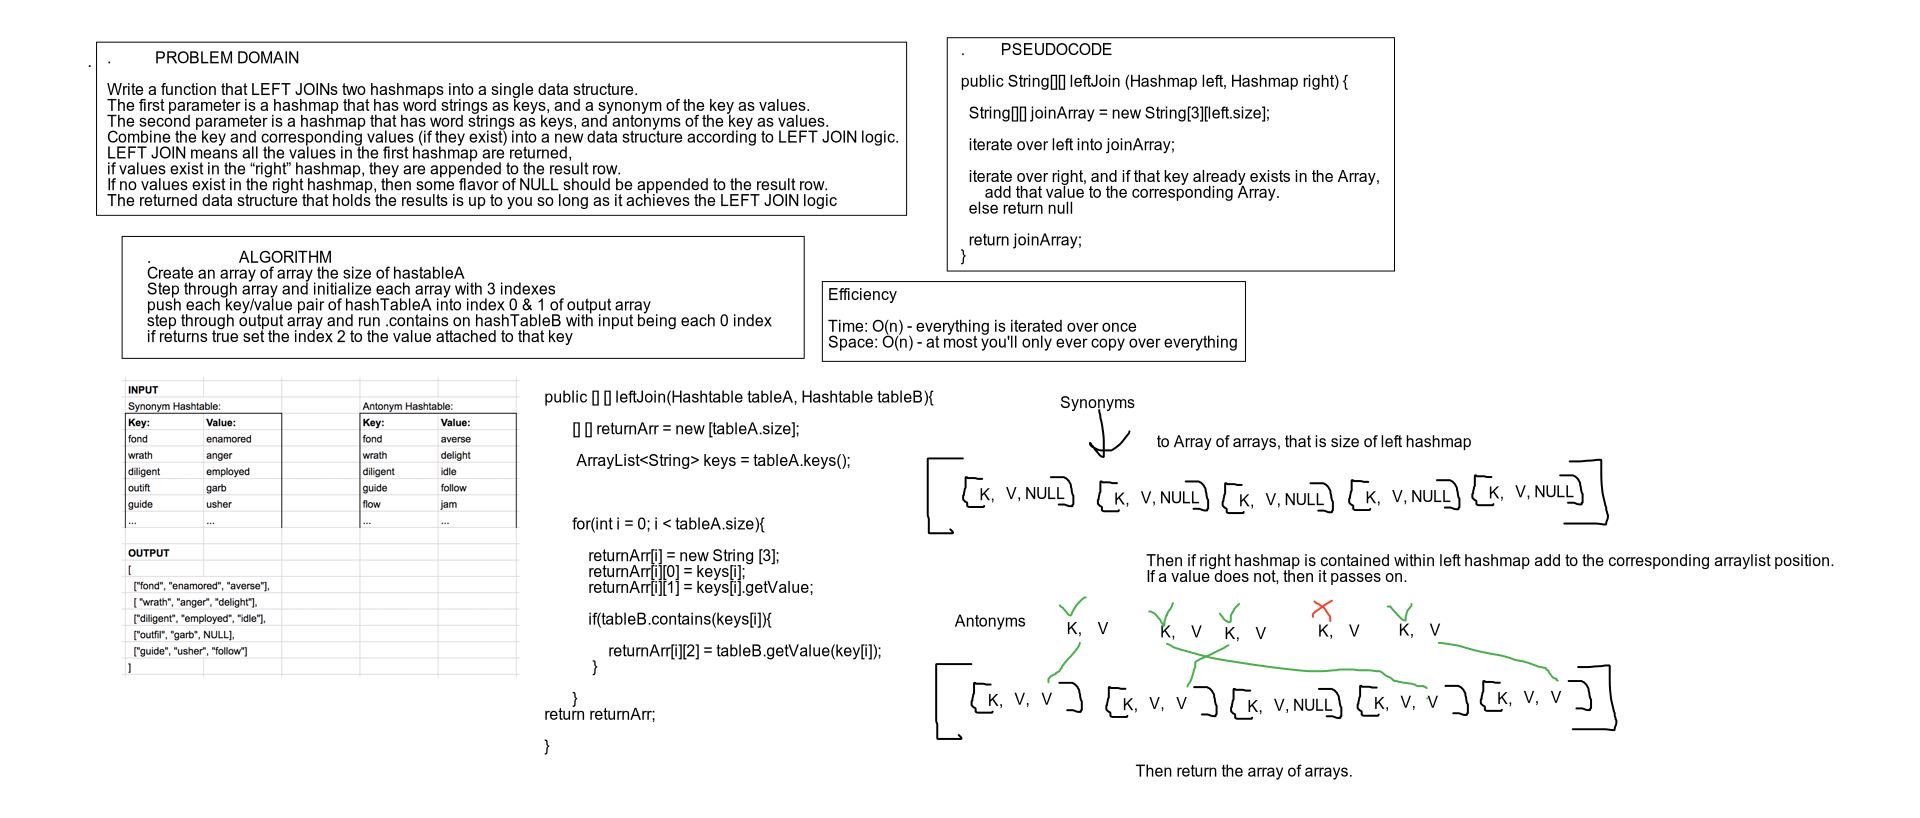 . PROBLEM DOMAIN
.
Write a function that LEFT JOINs two hashmaps into a single data structure.
The first parameter is a hashmap that has word strings as keys, and a synonym of the key as values.
The second parameter is a hashmap that has word strings as keys, and antonyms of the key as values.
Combine the key and corresponding values (if they exist) into a new data structure according to LEFT JOIN logic.
LEFT JOIN means all the values in the first hashmap are returned,
if values exist in the “right” hashmap, they are appended to the result row.
If no values exist in the right hashmap, then some flavor of NULL should be appended to the result row.
The returned data structure that holds the results is up to you so long as it achieves the LEFT JOIN logic
. PSEUDOCODE
public String[][] leftJoin (Hashmap left, Hashmap right) {
String[][] joinArray = new String[3][left.size];
iterate over left into joinArray;
iterate over right, and if that key already exists in the Array,
add that value to the corresponding Array.
else return null
return joinArray;
}
. ALGORITHM
Create an array of array the size of hastableA
Step through array and initialize each array with 3 indexes
push each key/value pair of hashTableA into index 0 & 1 of output array
step through output array and run .contains on hashTableB with input being each 0 index
if returns true set the index 2 to the value attached to that key
Efficiency
Time: O(n) - everything is iterated over once
Space: O(n) - at most you'll only ever copy over everything
INPUT
Synonym Hashtable: Antonym Hashtable:
Key: Value: Key: Value:
fond enamored fond averse
wrath anger wrath delight
diligent employed diligent idle
outift garb guide follow
guide usher flow jam
... ... ... ...
OUTPUT
[
["fond", "enamored", "averse"],
[ "wrath", "anger", "delight"],
["diligent", "employed", "idle"],
["outfil", "garb", NULL],
["guide", "usher", "follow"]
]
public [] [] leftJoin(Hashtable tableA, Hashtable tableB){
[] [] returnArr = new [tableA.size];
ArrayList<String> keys = tableA.keys();
for(int i = 0; i < tableA.size){
returnArr[i] = new String [3];
returnArr[i][0] = keys[i];
returnArr[i][1] = keys[i].getValue;
if(tableB.contains(keys[i]){
returnArr[i][2] = tableB.getValue(key[i]);
}
}
return returnArr;
}
Synonyms
to Array of arrays, that is size of left hashmap
[ [K, V, NULL] [K, V, NULL] [K, V, NULL] [K, V, NULL] [K, V, NULL] ]
Then if right hashmap is contained within left hashmap add to the corresponding arraylist position.
If a value does not, then it passes on.
Antonyms K, V K, V K, V K, V K, V
[ [K, V, V ] [K, V, V ] [K, V, NULL] [K, V, V ] [K, V, V ] ]
Then return the array of arrays.